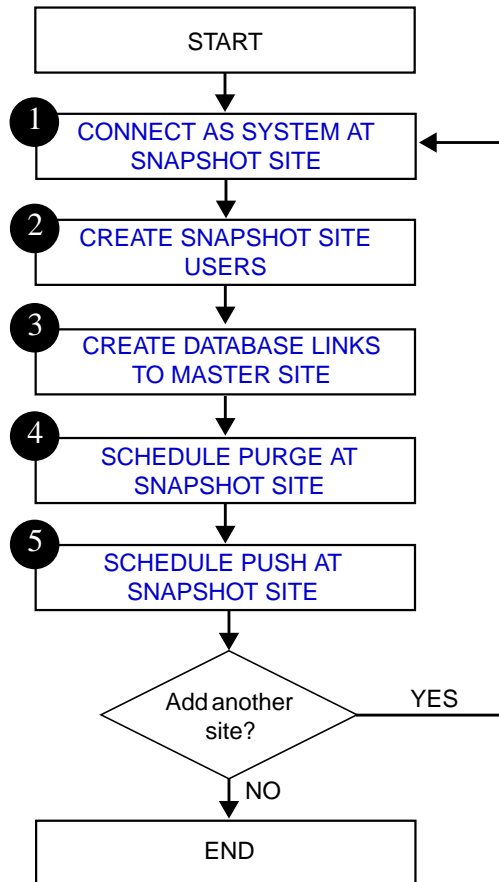 START
1
CONNECT AS SYSTEM AT
SNAPSHOT SITE
2
CREATE SNAPSHOT SITE
USERS
3
CREATE DATABASE LINKS
TO MASTER SITE
4
SCHEDULE PURGE AT
SNAPSHOT SITE
5
SCHEDULE PUSH AT
SNAPSHOT SITE
Add another
site?
YES
NO
END